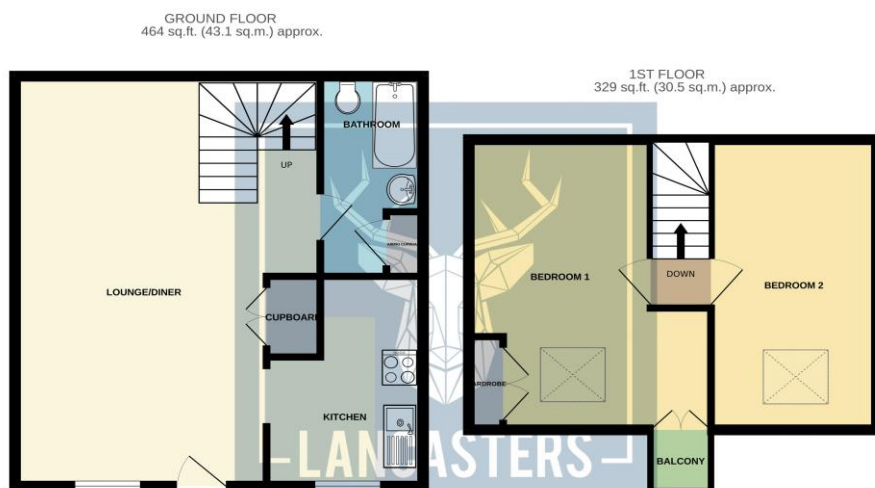 GROUND FLOOR
464 sq.ft. (43.1 sq.m.) approx.
1ST FLOOR
329 sq.ft. (30.5 sq.m.) approx.
BATHROOM
UP
LOUNGE/DINER
CUPBOARD
KITCHEN
BEDROOM 1
DOWN
BEDROOM 2
BALCONY
LANCASTERS